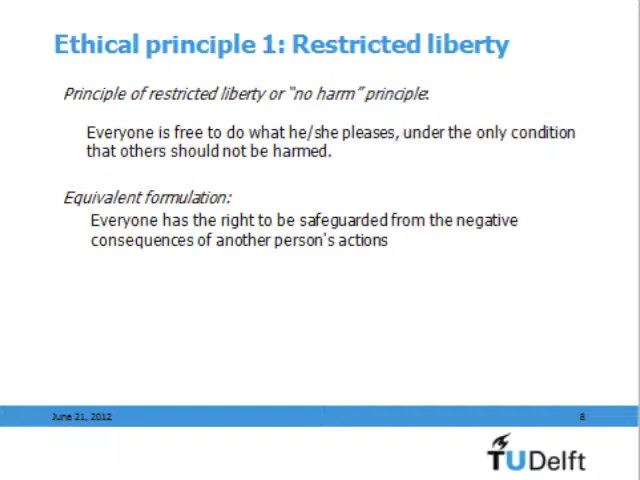 Ethical principle 1: Restricted liberty
Principle of restricted liberty or “no harm” principle:
Everyone is free to do what he/she pleases, under the only condition
that others should not be harmed.
Equivalent formulation:
Everyone has the right to be safeguarded from the negative
consequences of another person's actions
June 21, 2012
8
TUDelft